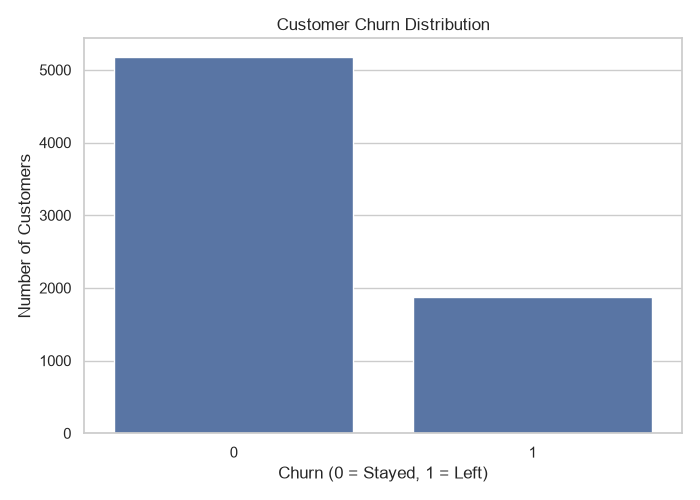 Customer Churn Distribution
5000
4000
3000
2000
1000
0
Number of Customers
0 1
Churn (0 = Stayed, 1 = Left)